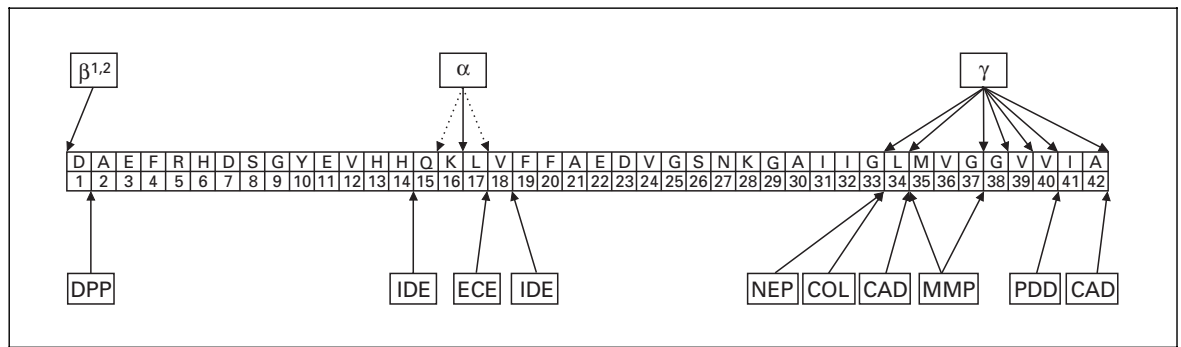 β¹,² α γ
D A E F R H D S G Y E V H H Q K L V F F A E D V G S N K G A I I G L M V G G V V I A
1 2 3 4 5 6 7 8 9 10 11 12 13 14 15 16 17 18 19 20 21 22 23 24 25 26 27 28 29 30 31 32 33 34 35 36 37 38 39 40 41 42
DPP IDE ECE IDE NEP COL CAD MMP PDD CAD